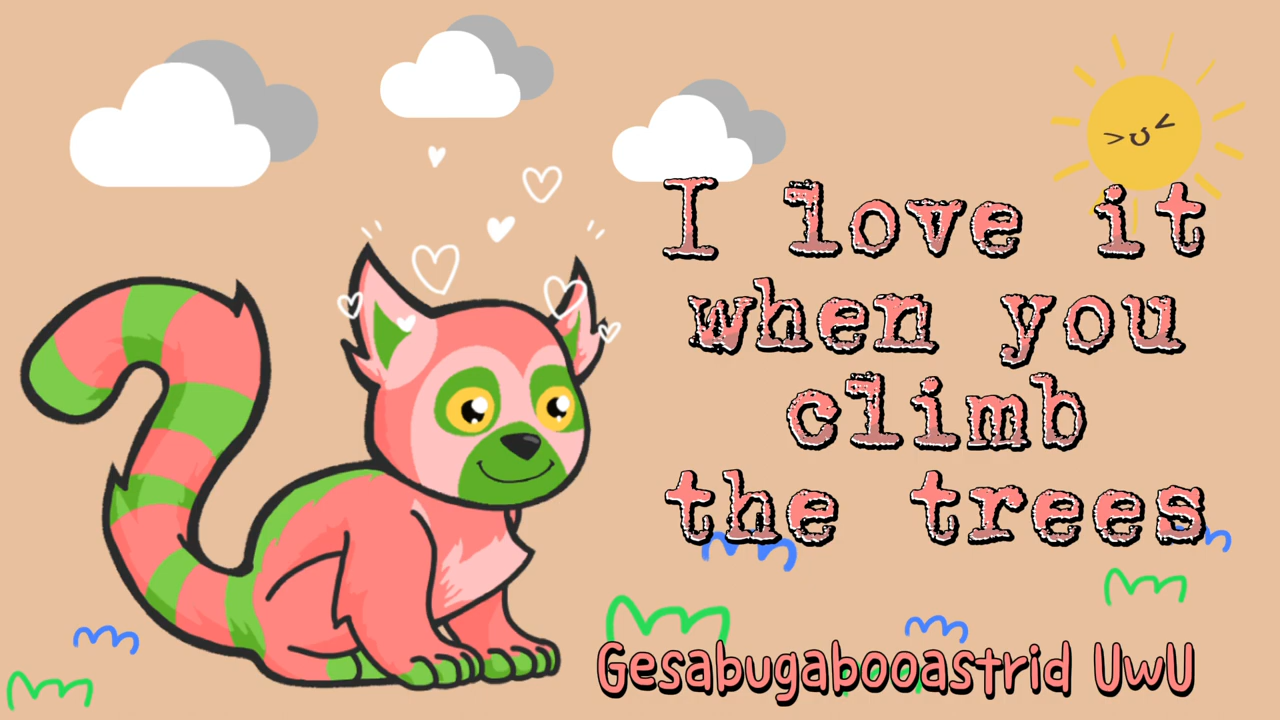 I love it
when you
climb
the trees
Gesabugabooastrid UwU